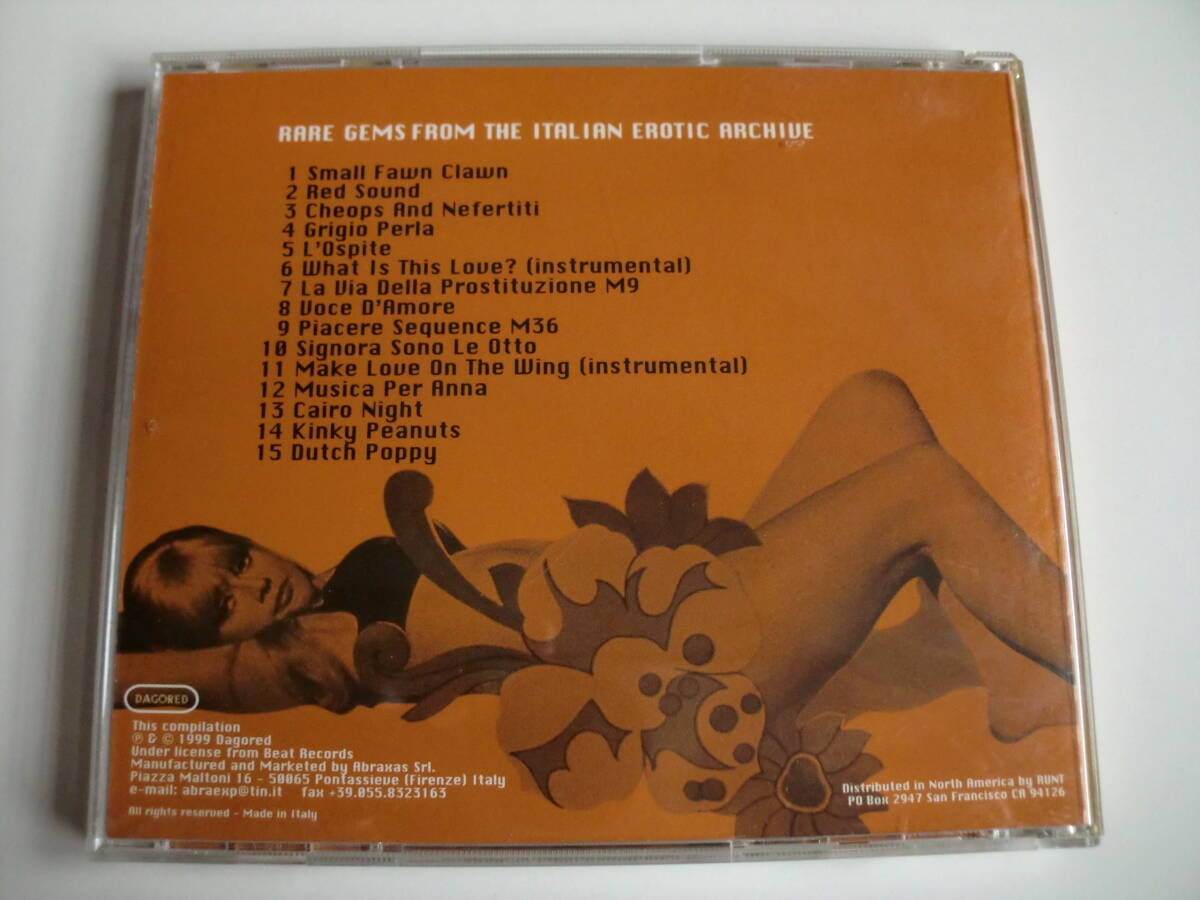 RARE GEMS FROM THE ITALIAN EROTIC ARCHIVE
1 Small Fawn Clawn
2 Red Sound
3 Cheops And Nefertiti
4 Grigio Perla
5 L'Ospite
6 What Is This Love? (instrumental)
7 La Via Della Prostituzione M9
8 Voce D'Amore
9 Piacere Sequence M36
10 Signora Sono Le Otto
11 Make Love On The Wing (instrumental)
12 Musica Per Anna
13 Cairo Night
14 Kinky Peanuts
15 Dutch Poppy
DAGORED
This compilation
℗ & © 1999 Dagored
Under license from Beat Records
Manufactured and Marketed by Abraxas Srl.
Piazza Maltoni 16 - 50065 Pontassieve (Firenze) Italy
e-mail: abraexp@tin.it fax +39.055.8323163
All rights reserved - Made in Italy
Distributed in North America by RUNT
PO Box 2947 San Francisco CA 94126